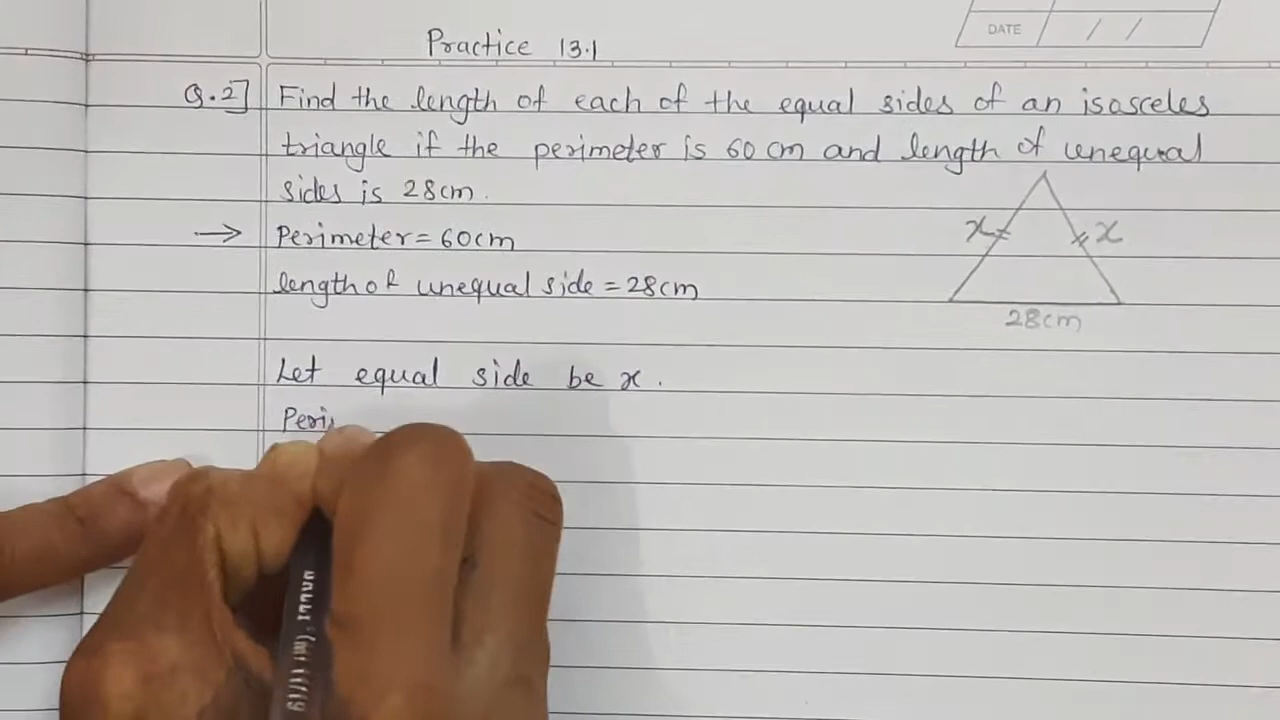 DATE / /
Practice 13.1
Q.2] Find the length of each of the equal sides of an isosceles
triangle if the perimeter is 60 cm and length of unequal
sides is 28cm.
→ Perimeter = 60cm
x x
length of unequal side = 28cm
28cm
Let equal side be x.
Peri